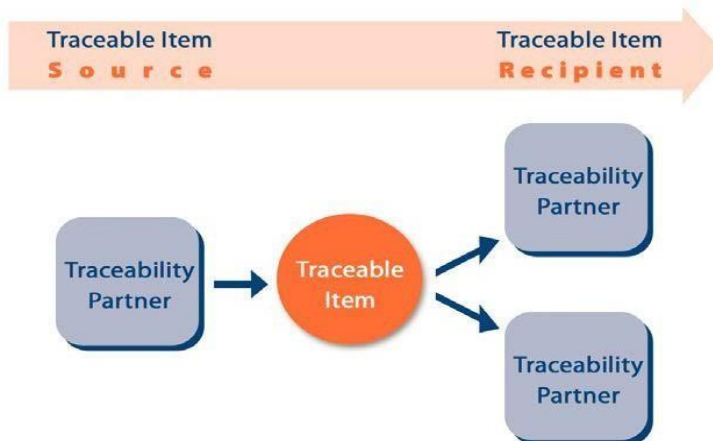 Traceable Item
Source
Traceable Item
Recipient
Traceability
Partner
Traceability
Partner
Traceable
Item
Traceability
Partner